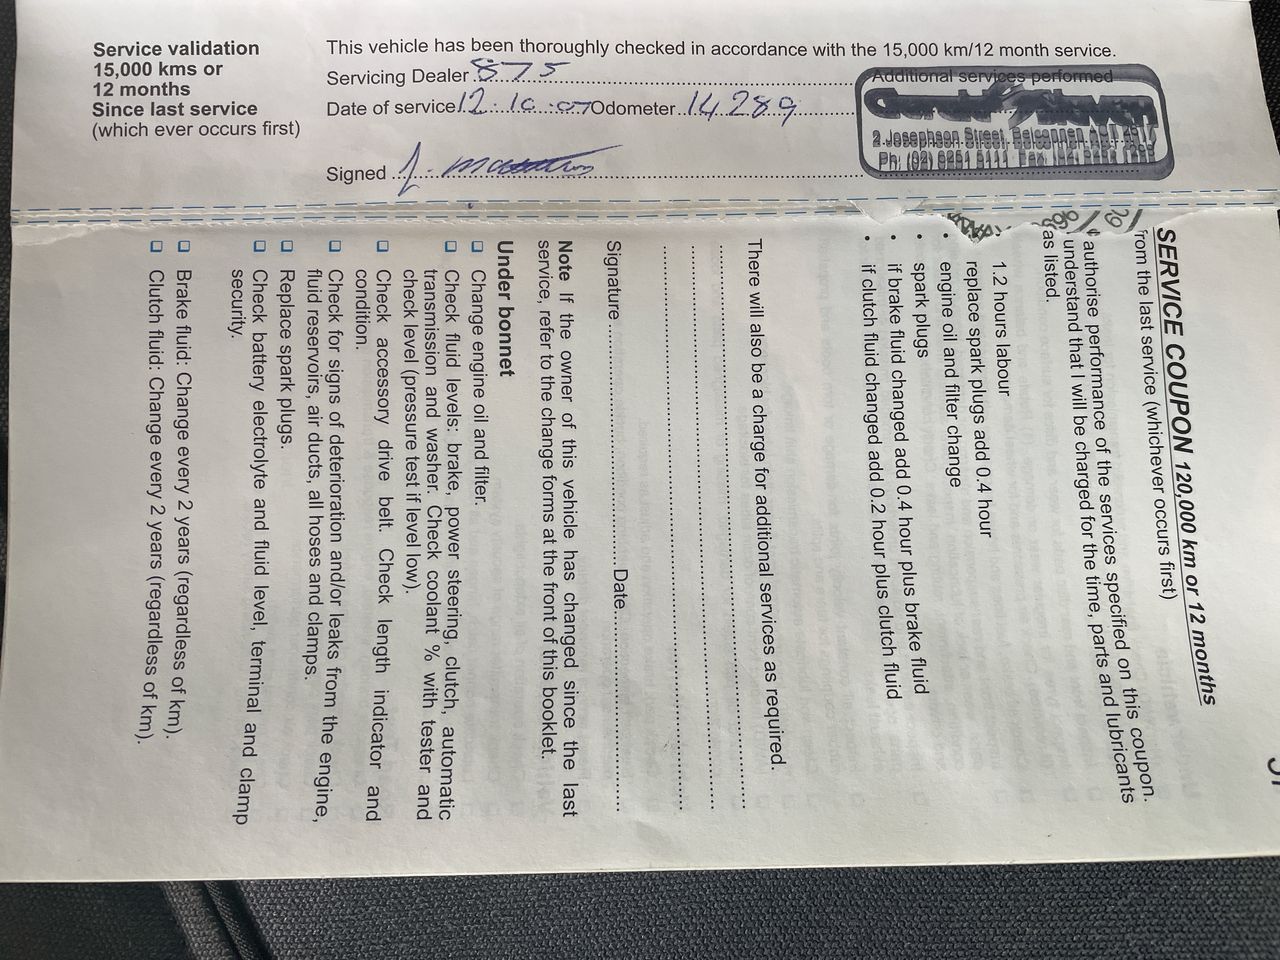 Service validation
15,000 kms or
12 months
Since last service
(which ever occurs first)
This vehicle has been thoroughly checked in accordance with the 15,000 km/12 month service.
Servicing Dealer 875
Date of service 12.10.07 Odometer 14289
Signed
Additional services performed
2 Josephson Street, Belconnen
Ph: (02) 6251
SERVICE COUPON 120,000 km or 12 months
from the last service (whichever occurs first)
authorise performance of the services specified on this coupon.
understand that I will be charged for the time, parts and lubricants
as listed.
1.2 hours labour
replace spark plugs add 0.4 hour
• engine oil and filter change
• spark plugs
• if brake fluid changed add 0.4 hour plus brake fluid
• if clutch fluid changed add 0.2 hour plus clutch fluid
There will also be a charge for additional services as required.
Signature Date
Note If the owner of this vehicle has changed since the last
service, refer to the change forms at the front of this booklet.
Under bonnet
❑ Change engine oil and filter.
❑ Check fluid levels: brake, power steering, clutch, automatic
transmission and washer. Check coolant % with tester and
check level (pressure test if level low).
❑ Check accessory drive belt. Check length indicator and
condition.
❑ Check for signs of deterioration and/or leaks from the engine,
fluid reservoirs, air ducts, all hoses and clamps.
❑ Replace spark plugs.
❑ Check battery electrolyte and fluid level, terminal and clamp
security.
❑ Brake fluid: Change every 2 years (regardless of km).
❑ Clutch fluid: Change every 2 years (regardless of km).